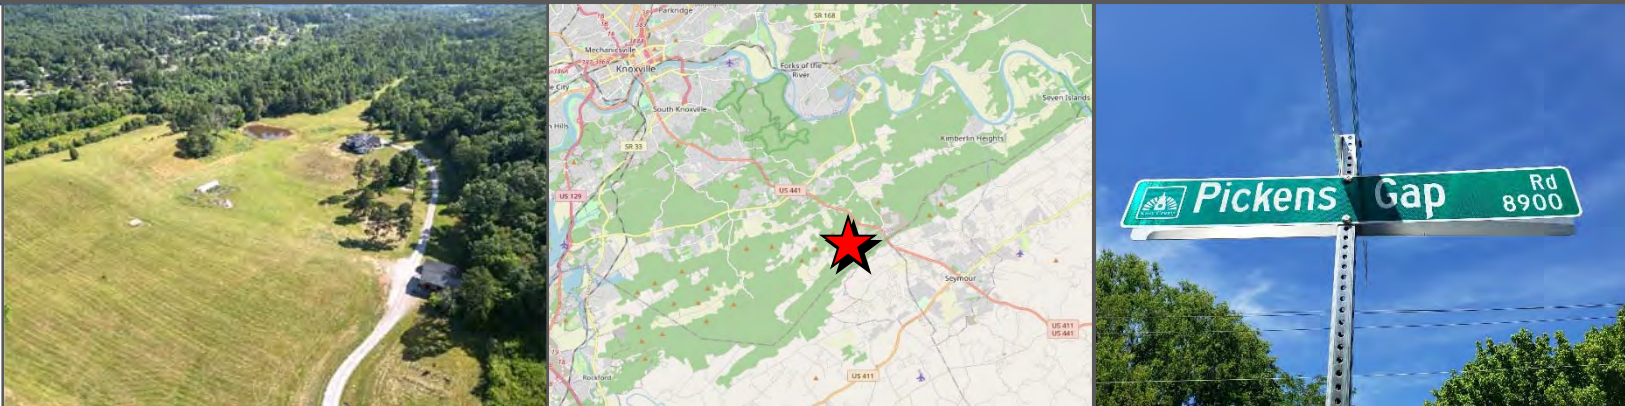 Parkridge
SR 168
Mechanicsville
Knoxville
Forks of the
River
e City
South Knoxville
Seven Islands
n Hills
SR 33
Kimberlin Heights
US 129
US 441
Seymour
US 411
US 441
US 411
Rockford
Pickens Gap Rd
8900